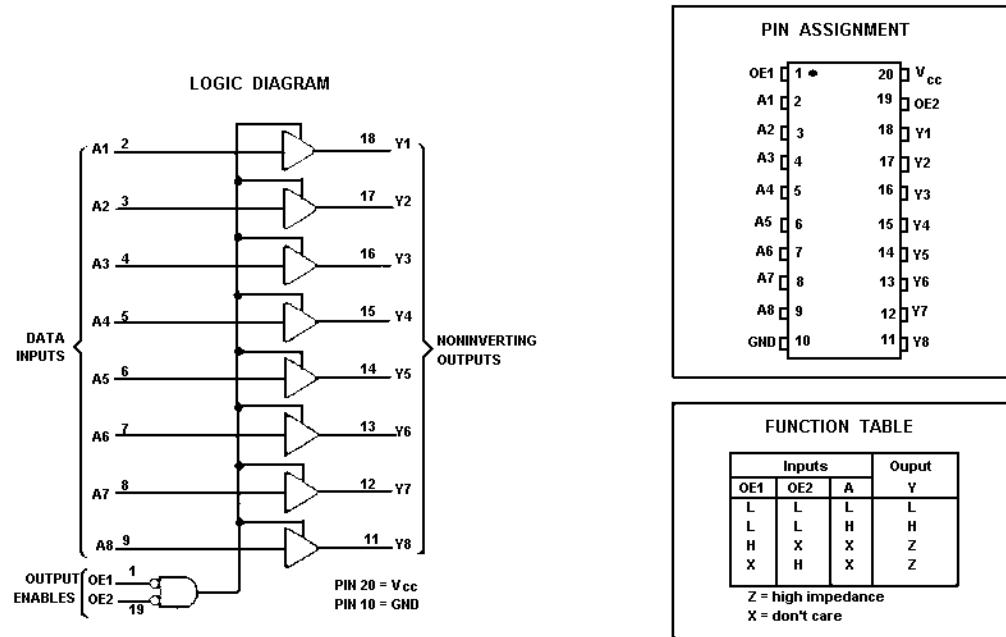 LOGIC DIAGRAM
A1 2 18 Y1
A2 3 17 Y2
A3 4 16 Y3
A4 5 15 Y4
DATA INPUTS
NONINVERTING OUTPUTS
A5 6 14 Y5
A6 7 13 Y6
A7 8 12 Y7
A8 9 11 Y8
OUTPUT ENABLES
OE1 1
OE2 19
PIN 20 = Vcc
PIN 10 = GND
PIN ASSIGNMENT
OE1 1 20 Vcc
A1 2 19 OE2
A2 3 18 Y1
A3 4 17 Y2
A4 5 16 Y3
A5 6 15 Y4
A6 7 14 Y5
A7 8 13 Y6
A8 9 12 Y7
GND 10 11 Y8
FUNCTION TABLE
Inputs Ouput
OE1 OE2 A Y
L L L L
L L H H
H X X Z
X H X Z
Z = high impedance
X = don't care